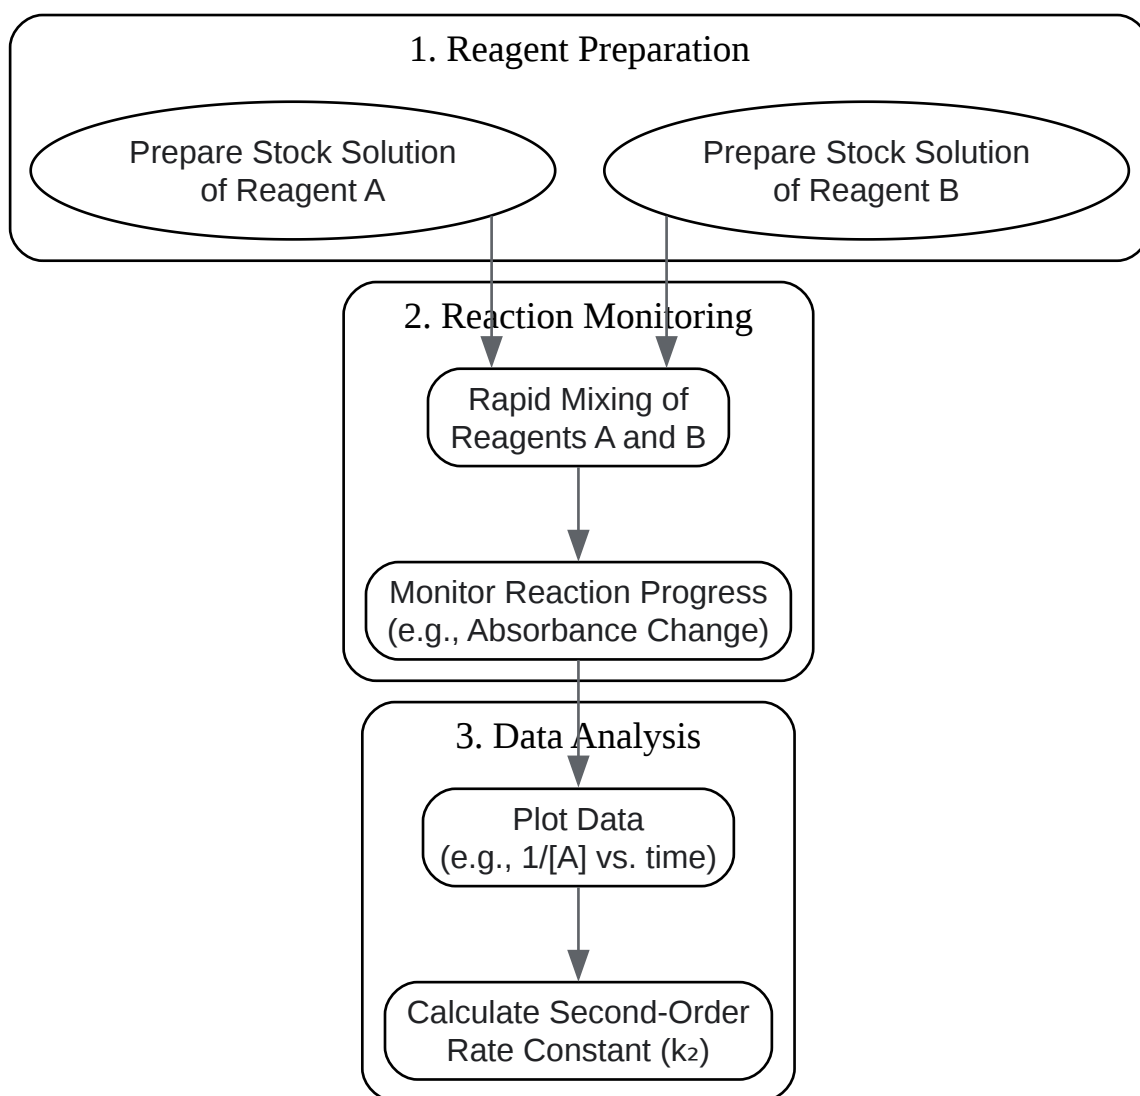 1. Reagent Preparation
Prepare Stock Solution
of Reagent A
Prepare Stock Solution
of Reagent B
2. Reaction Monitoring
Rapid Mixing of
Reagents A and B
Monitor Reaction Progress
(e.g., Absorbance Change)
3. Data Analysis
Plot Data
(e.g., 1/[A] vs. time)
Calculate Second-Order
Rate Constant (k₂)